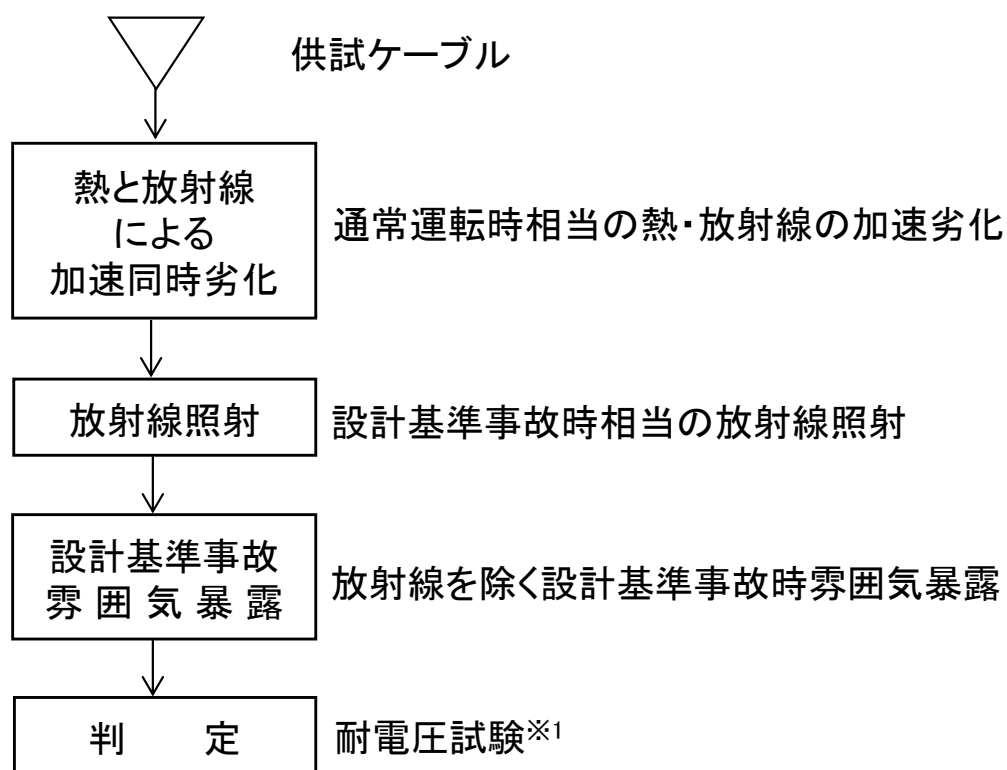 供試ケーブル
熱と放射線
による
加速同時劣化
通常運転時相当の熱・放射線の加速劣化
放射線照射
設計基準事故時相当の放射線照射
設計基準事故
雰囲気暴露
放射線を除く設計基準事故時雰囲気暴露
判　　定
耐電圧試験※1